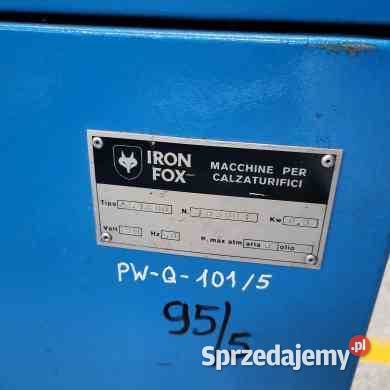 IRON FOX
MACCHINE PER CALZATURIFICI
Tipo N. Kw
Volt Hz P. max atm aria olio
PW-Q-101/5
95/5
Sprzedajemy.pl